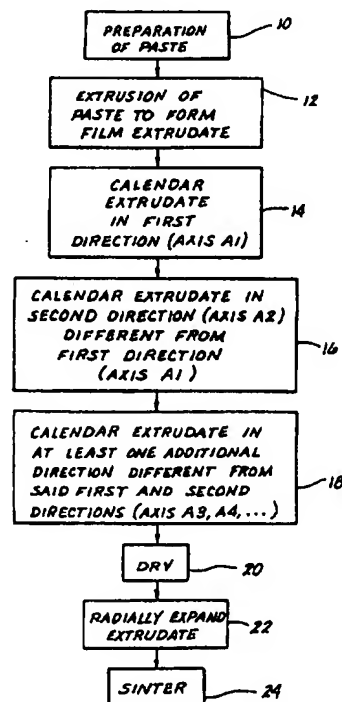 PREPARATION
OF PASTE
10
EXTRUSION OF
PASTE TO FORM
FILM EXTRUDATE
12
CALENDAR
EXTRUDATE
IN FIRST
DIRECTION (AXIS A1)
14
CALENDAR EXTRUDATE IN
SECOND DIRECTION (AXIS A2)
DIFFERENT FROM
FIRST DIRECTION
(AXIS A1)
16
CALENDAR EXTRUDATE IN
AT LEAST ONE ADDITIONAL
DIRECTION DIFFERENT FROM
SAID FIRST AND SECOND
DIRECTIONS (AXIS A3, A4, ...)
18
DRY
20
RADIALLY EXPAND
EXTRUDATE
22
SINTER
24